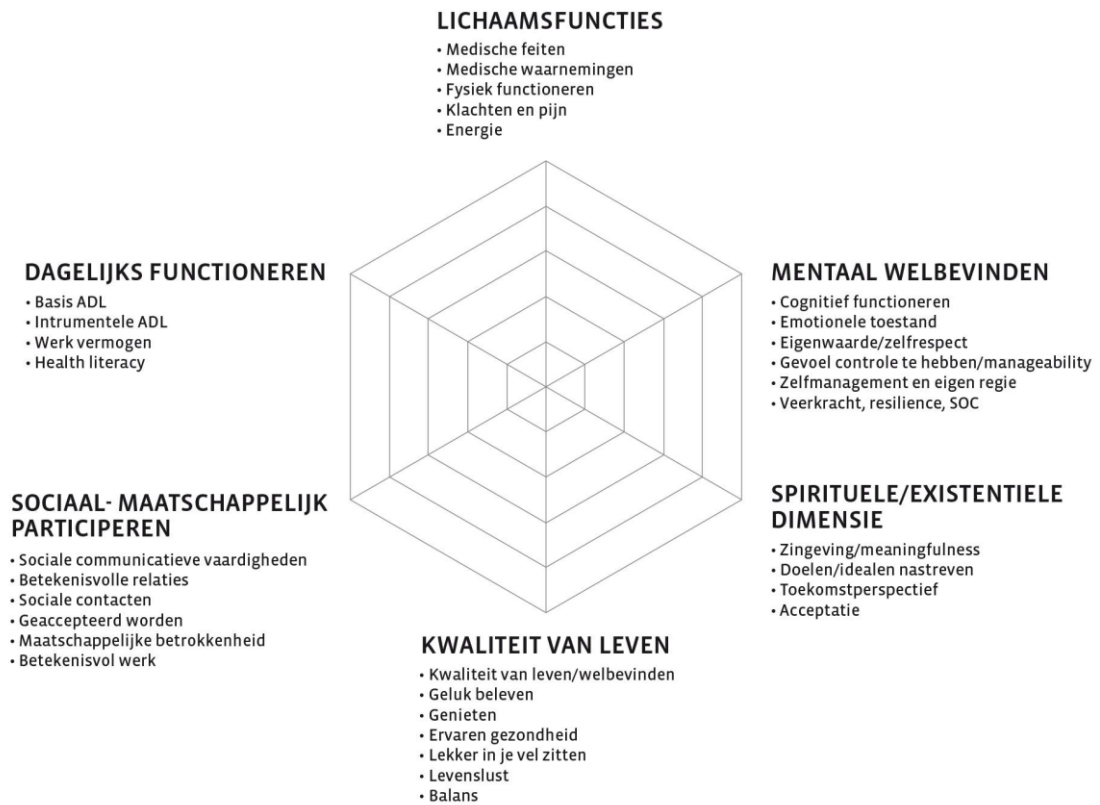 LICHAAMSFUNCTIES
• Medische feiten
• Medische waarnemingen
• Fysiek functioneren
• Klachten en pijn
• Energie
DAGELIJKS FUNCTIONEREN
• Basis ADL
• Intrumentele ADL
• Werk vermogen
• Health literacy
MENTAAL WELBEVINDEN
• Cognitief functioneren
• Emotionele toestand
• Eigenwaarde/zelfrespect
• Gevoel controle te hebben/manageability
• Zelfmanagement en eigen regie
• Veerkracht, resilience, SOC
SOCIAAL- MAATSCHAPPELIJK
PARTICIPEREN
• Sociale communicatieve vaardigheden
• Betekenisvolle relaties
• Sociale contacten
• Geaccepteerd worden
• Maatschappelijke betrokkenheid
• Betekenisvol werk
SPIRITUELE/EXISTENTIELE
DIMENSIE
• Zingeving/meaningfulness
• Doelen/idealen nastreven
• Toekomstperspectief
• Acceptatie
KWALITEIT VAN LEVEN
• Kwaliteit van leven/welbevinden
• Geluk beleven
• Genieten
• Ervaren gezondheid
• Lekker in je vel zitten
• Levenslust
• Balans